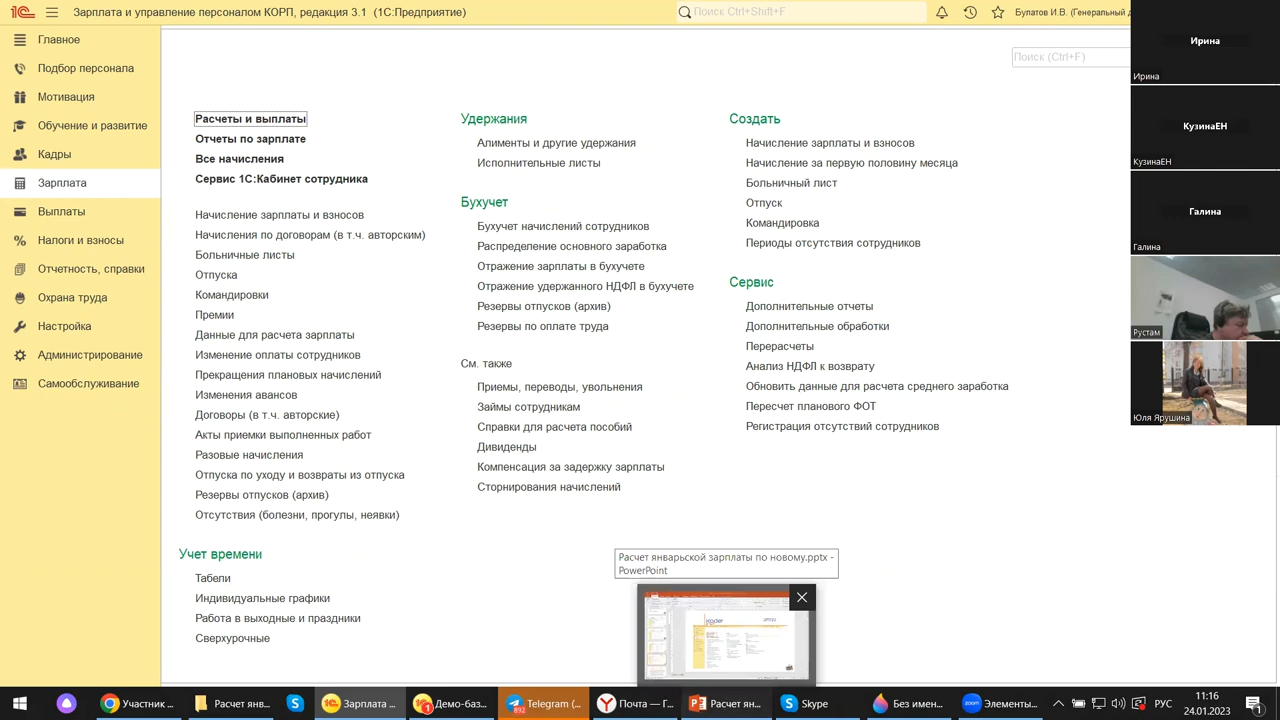 1С
Зарплата и управление персоналом КОРП, редакция 3.1 (1С:Предприятие)
Поиск Ctrl+Shift+F
Булатов И.В. (Генеральный д
Главное
Подбор персонала
Мотивация
Обучение и развитие
Кадры
Зарплата
Выплаты
Налоги и взносы
Отчетность, справки
Охрана труда
Настройка
Администрирование
Самообслуживание
Поиск (Ctrl+F)
Расчеты и выплаты
Отчеты по зарплате
Все начисления
Сервис 1С:Кабинет сотрудника
Начисление зарплаты и взносов
Начисления по договорам (в т.ч. авторским)
Больничные листы
Отпуска
Командировки
Премии
Данные для расчета зарплаты
Изменение оплаты сотрудников
Прекращения плановых начислений
Изменения авансов
Договоры (в т.ч. авторские)
Акты приемки выполненных работ
Разовые начисления
Отпуска по уходу и возвраты из отпуска
Резервы отпусков (архив)
Отсутствия (болезни, прогулы, неявки)
Учет времени
Табели
Индивидуальные графики
Работа в выходные и праздники
Сверхурочные
Удержания
Алименты и другие удержания
Исполнительные листы
Бухучет
Бухучет начислений сотрудников
Распределение основного заработка
Отражение зарплаты в бухучете
Отражение удержанного НДФЛ в бухучете
Резервы отпусков (архив)
Резервы по оплате труда
См. также
Приемы, переводы, увольнения
Займы сотрудникам
Справки для расчета пособий
Дивиденды
Компенсация за задержку зарплаты
Сторнирования начислений
Создать
Начисление зарплаты и взносов
Начисление за первую половину месяца
Больничный лист
Отпуск
Командировка
Периоды отсутствия сотрудников
Сервис
Дополнительные отчеты
Дополнительные обработки
Перерасчеты
Анализ НДФЛ к возврату
Обновить данные для расчета среднего заработка
Пересчет планового ФОТ
Регистрация отсутствий сотрудников
Расчет январьской зарплаты по новому.pptx -
PowerPoint
Ирина
Ирина
КузинаЕН
КузинаЕН
Галина
Галина
Рустам
Юля Ярушина
Участник ...
Расчет янв...
Зарплата ...
Демо-баз...
Telegram (...
892
Почта — Г...
Расчет ян...
Skype
Без имен...
zoom
Элементы...
РУС
11:16
24.01.2023
1